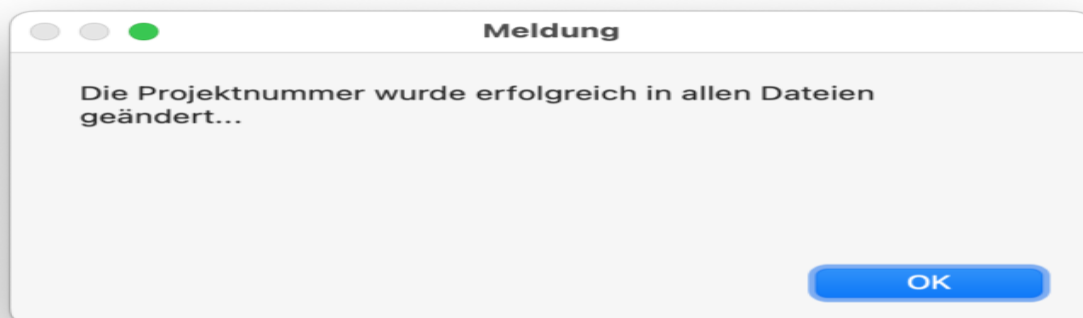 Meldung
Die Projektnummer wurde erfolgreich in allen Dateien
geändert...
OK